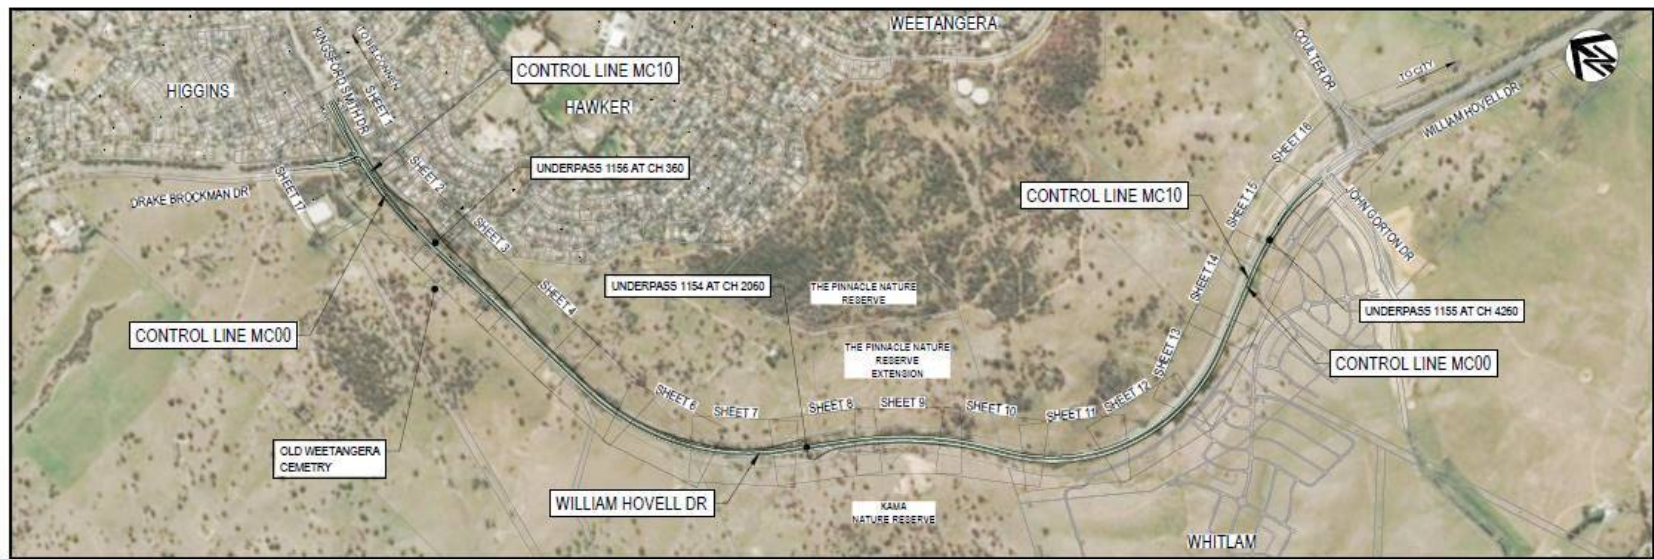 WEETANGERA
HIGGINS
KINGSFORD SMITH DR
TO BELCONNEN
SHEET 1
CONTROL LINE MC10
HAWKER
COULTER DR
TO CITY
WILLIAM HOVELL DR
SHEET 16
SHEET 2
UNDERPASS 1156 AT CH 360
DRAKE BROCKMAN DR
SHEET 17
CONTROL LINE MC10
SHEET 15
JOHN GORTON DR
SHEET 3
SHEET 14
UNDERPASS 1154 AT CH 2060
THE PINNACLE NATURE
RESERVE
SHEET 4
UNDERPASS 1155 AT CH 4260
CONTROL LINE MC00
THE PINNACLE NATURE
RESERVE
EXTENSION
SHEET 13
CONTROL LINE MC00
SHEET 6
SHEET 7
SHEET 8
SHEET 9
SHEET 10
SHEET 11
SHEET 12
OLD WEETANGERA
CEMETRY
WILLIAM HOVELL DR
KAMA
NATURE RESERVE
WHITLAM